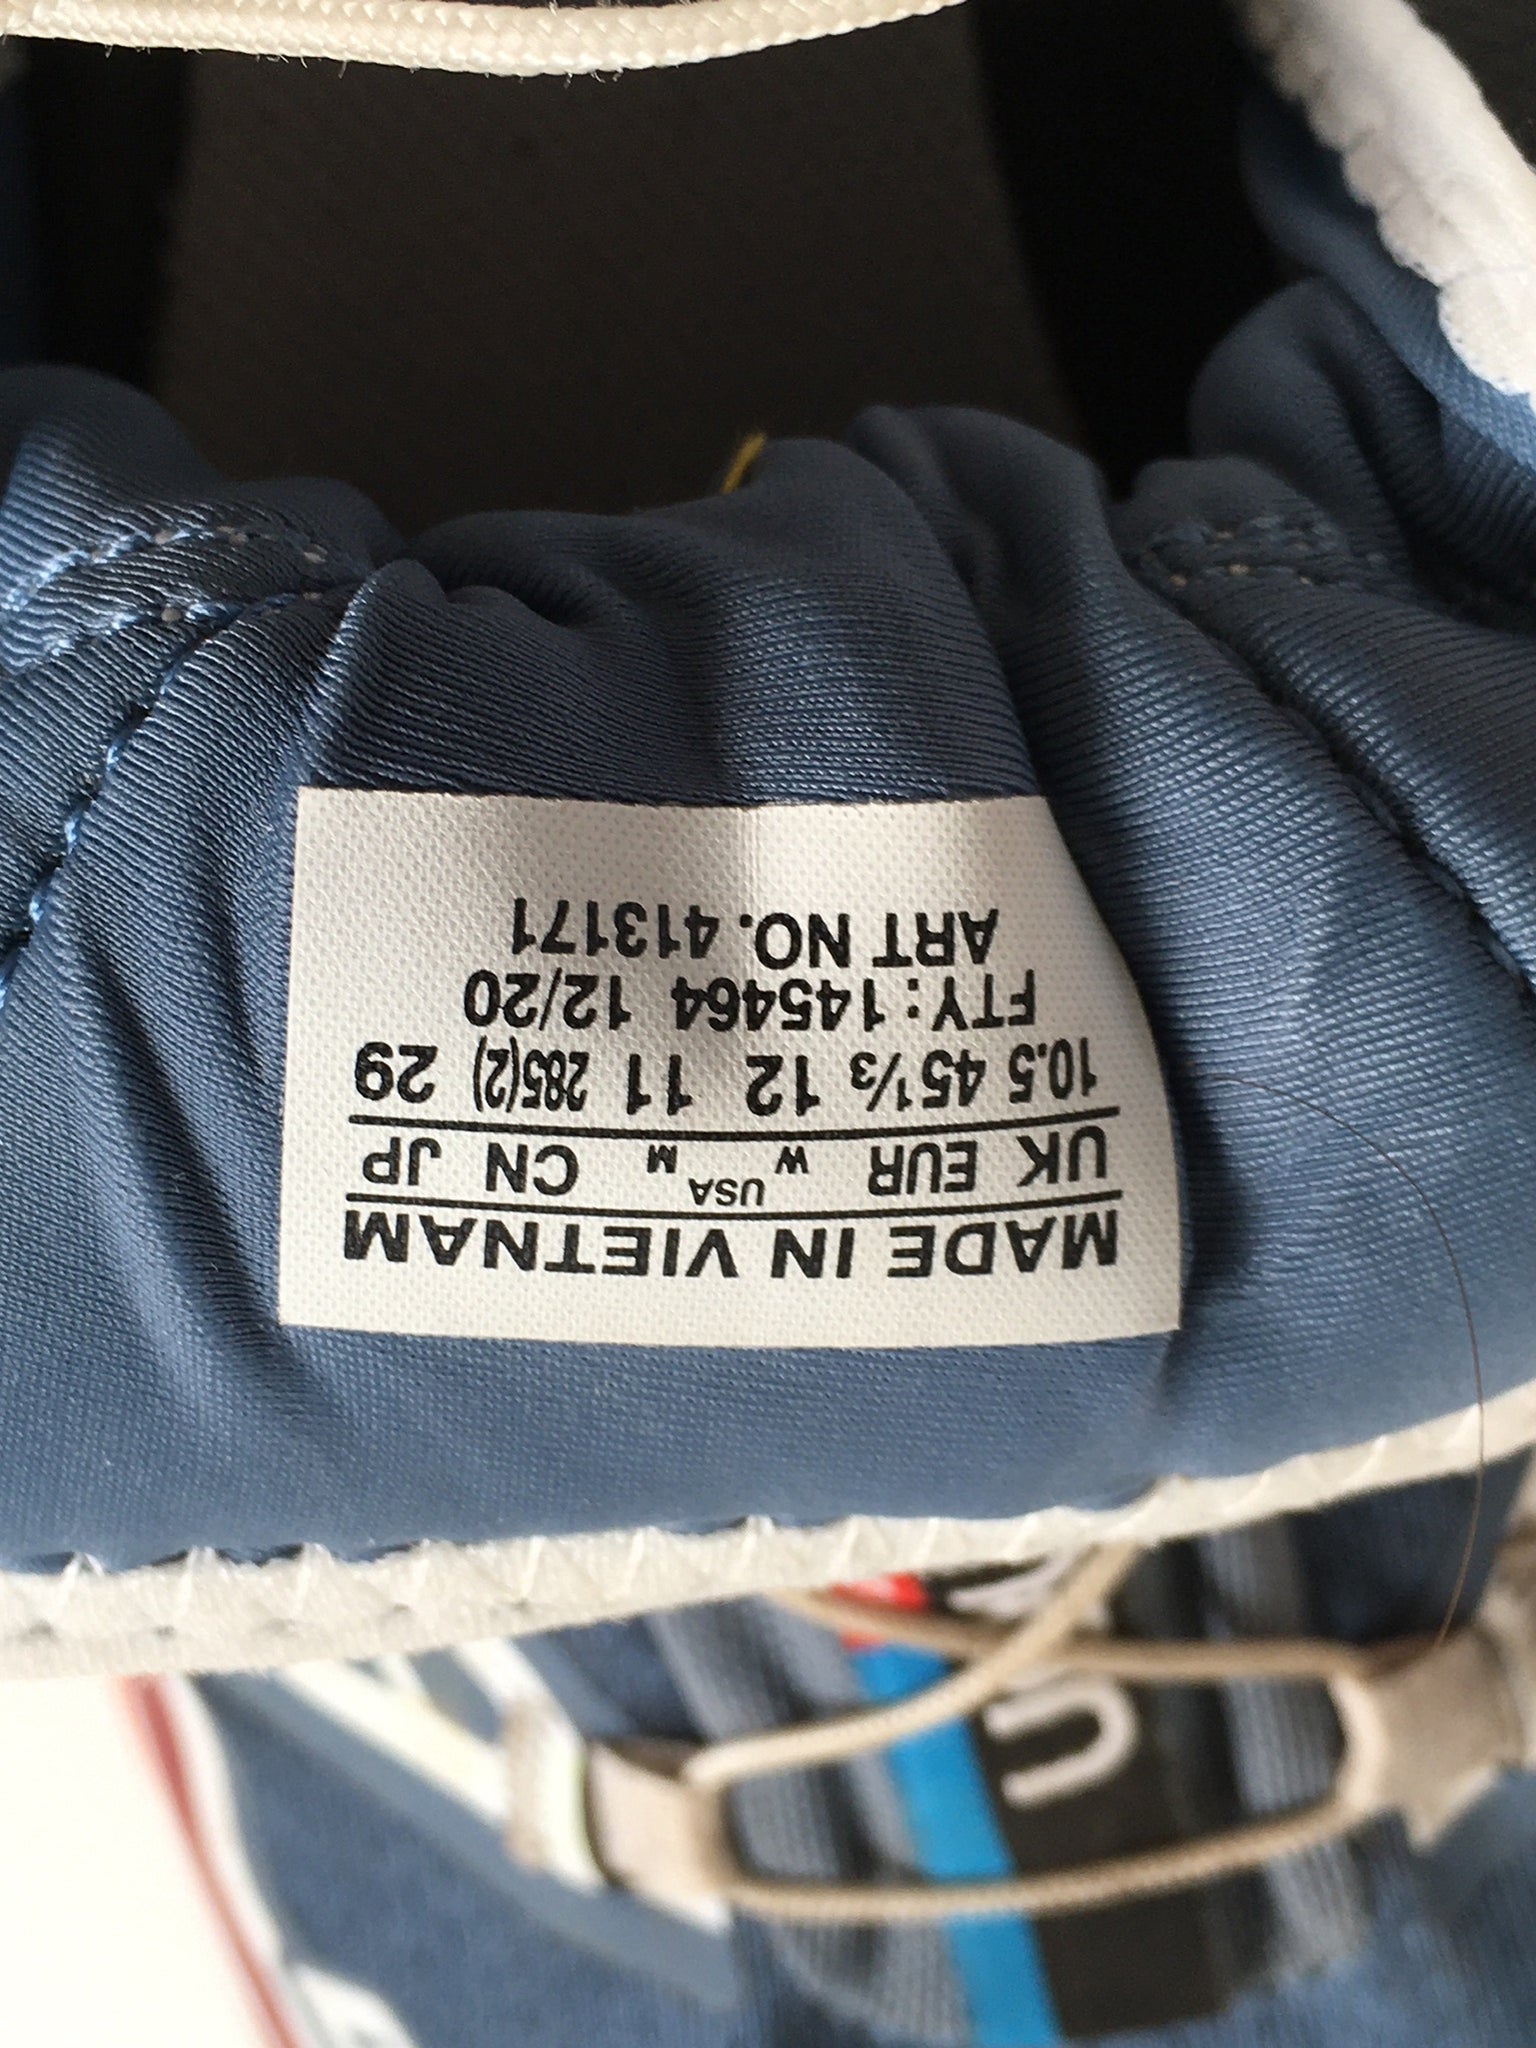 MADE IN VIETNAM
UK EUR W USA M CN JP
10.5 45⅓ 12 11 285(2) 29
FTY: 145464 12/20
ART NO. 413171